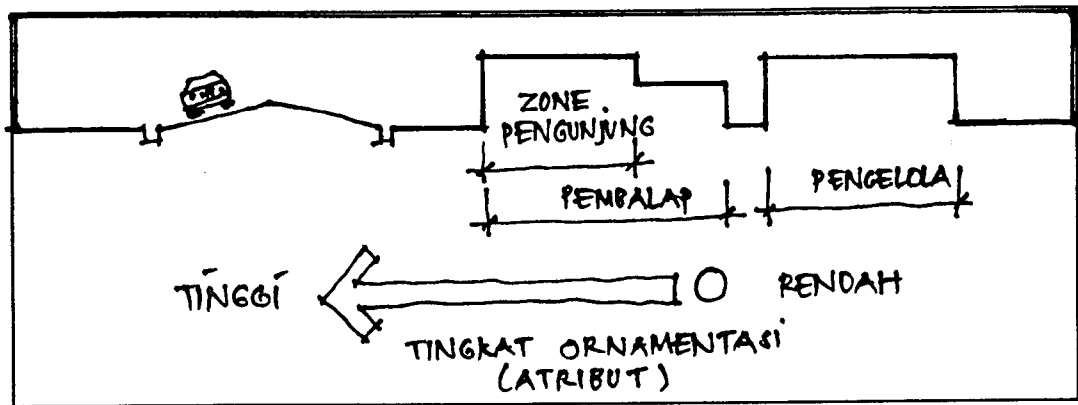 ZONE.
PENGUNJUNG
PEMBALAP
PENGELOLA
TINGGI
RENDAH
TINGKAT ORNAMENTASI
(ATRIBUT)